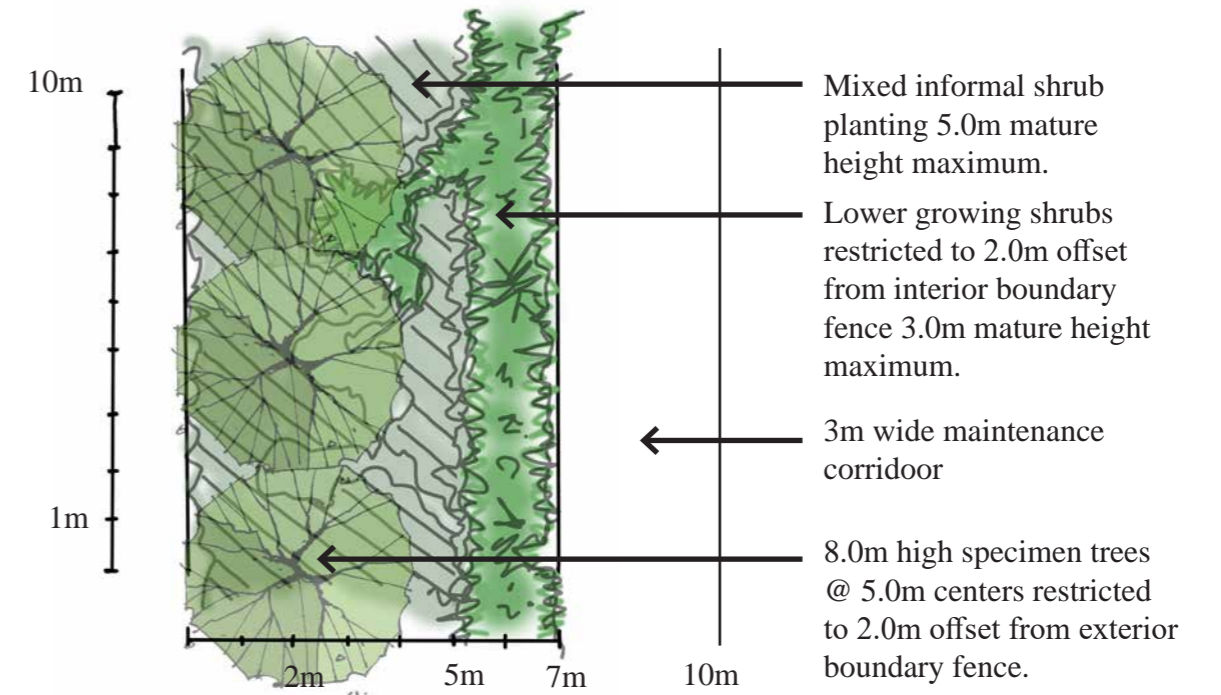 10m
Mixed informal shrub
planting 5.0m mature
height maximum.
Lower growing shrubs
restricted to 2.0m offset
from interior boundary
fence 3.0m mature height
maximum.
3m wide maintenance
corridoor
1m
8.0m high specimen trees
@ 5.0m centers restricted
to 2.0m offset from exterior
boundary fence.
2m
5m
7m
10m